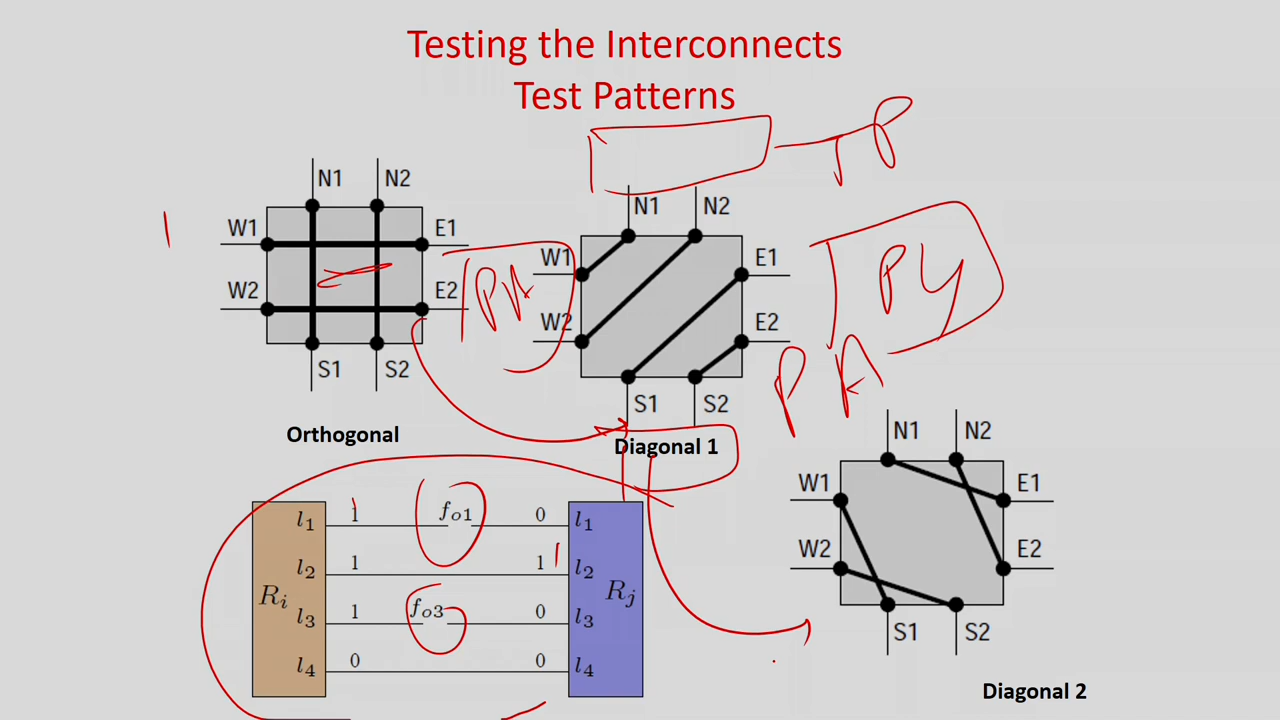 Testing the Interconnects
Test Patterns
TP
N1 N2
W1 E1
W2 E2
S1 S2
Orthogonal
N1 N2
W1 E1
W2 E2
S1 S2
Diagonal 1
PA
N1 N2
W1 E1
W2 E2
S1 S2
Diagonal 2
Ri
l1 1 fo1 0 l1
l2 1 1 l2
l3 1 fo3 0 l3
l4 0 0 l4
Rj